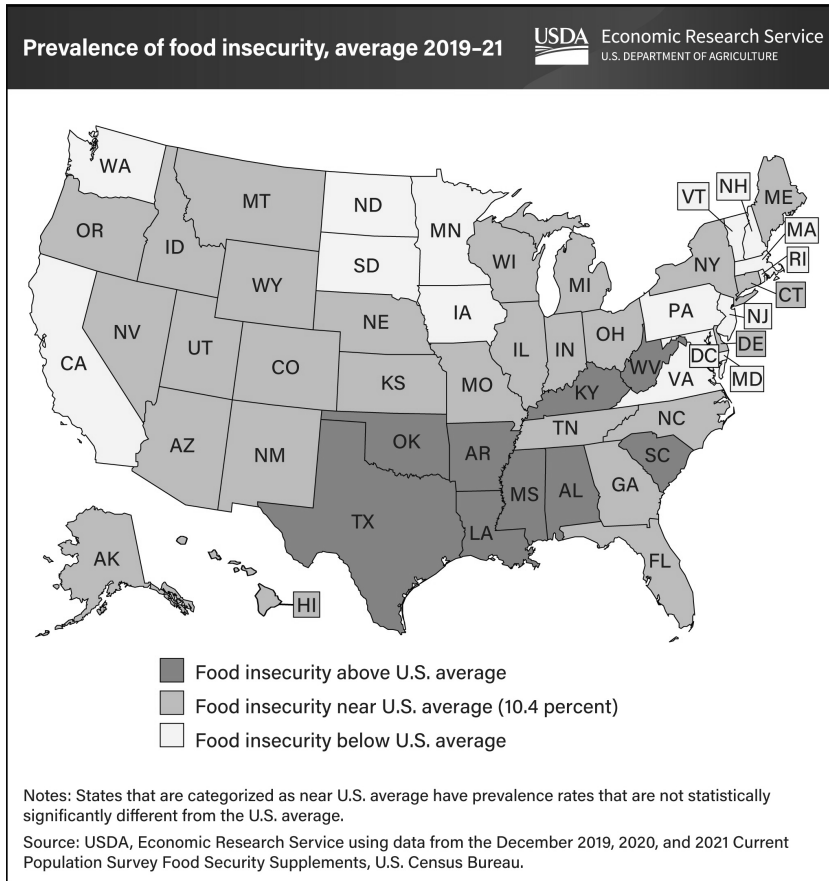 Prevalence of food insecurity, average 2019–21
USDA Economic Research Service
U.S. DEPARTMENT OF AGRICULTURE
WA
MT
ND
MN
VT
NH
ME
OR
ID
SD
WI
MI
NY
MA
RI
CT
WY
NE
IA
PA
NJ
NV
UT
CO
KS
MO
IL
IN
OH
WV
DC
DE
MD
VA
CA
KY
AZ
NM
OK
AR
TN
NC
SC
TX
LA
MS
AL
GA
FL
AK
HI
Food insecurity above U.S. average
Food insecurity near U.S. average (10.4 percent)
Food insecurity below U.S. average
Notes: States that are categorized as near U.S. average have prevalence rates that are not statistically
significantly different from the U.S. average.
Source: USDA, Economic Research Service using data from the December 2019, 2020, and 2021 Current
Population Survey Food Security Supplements, U.S. Census Bureau.